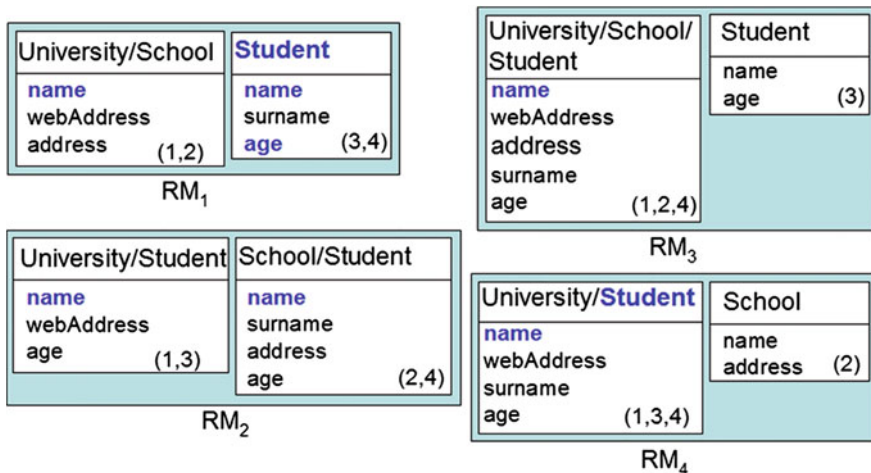 University/School
name
webAddress
address (1,2)
Student
name
surname
age (3,4)
RM1
University/School/
Student
name
webAddress
address
surname
age (1,2,4)
Student
name
age (3)
RM3
University/Student
name
webAddress
age (1,3)
School/Student
name
surname
address
age (2,4)
RM2
University/Student
name
webAddress
surname
age (1,3,4)
School
name
address (2)
RM4